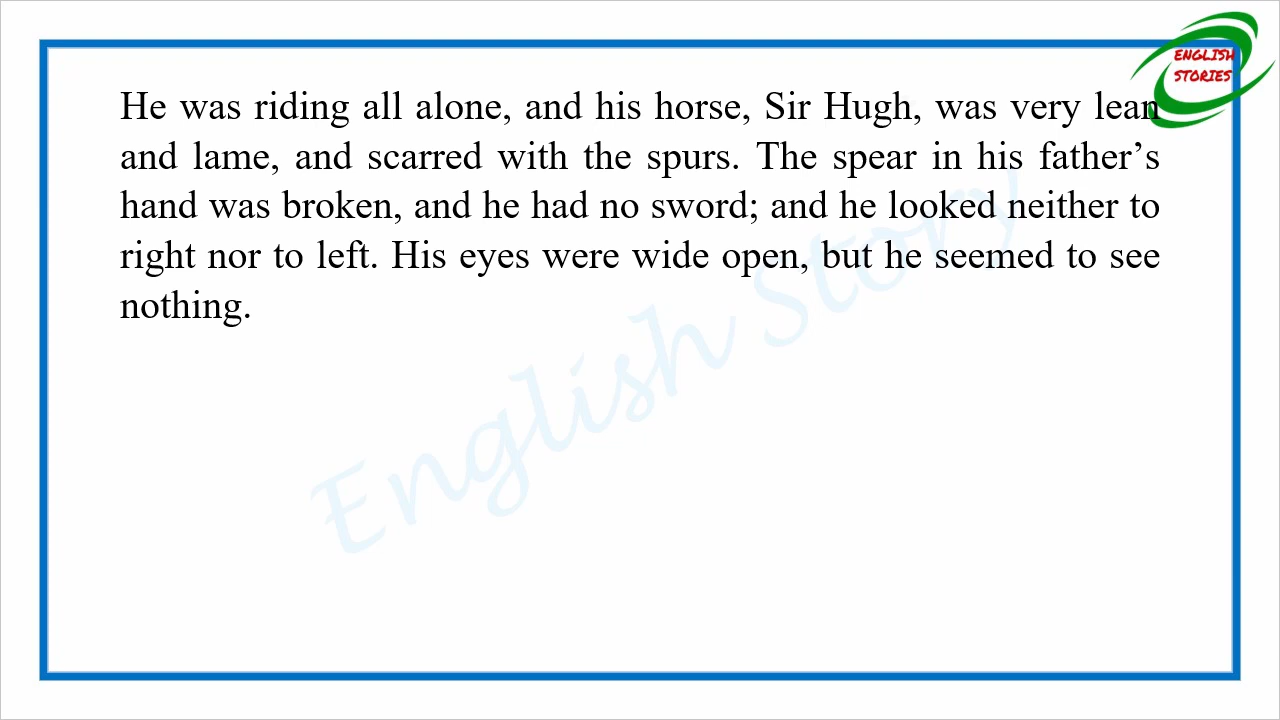 ENGLISH
STORIES
He was riding all alone, and his horse, Sir Hugh, was very lean
and lame, and scarred with the spurs. The spear in his father’s
hand was broken, and he had no sword; and he looked neither to
right nor to left. His eyes were wide open, but he seemed to see
nothing.
English Story